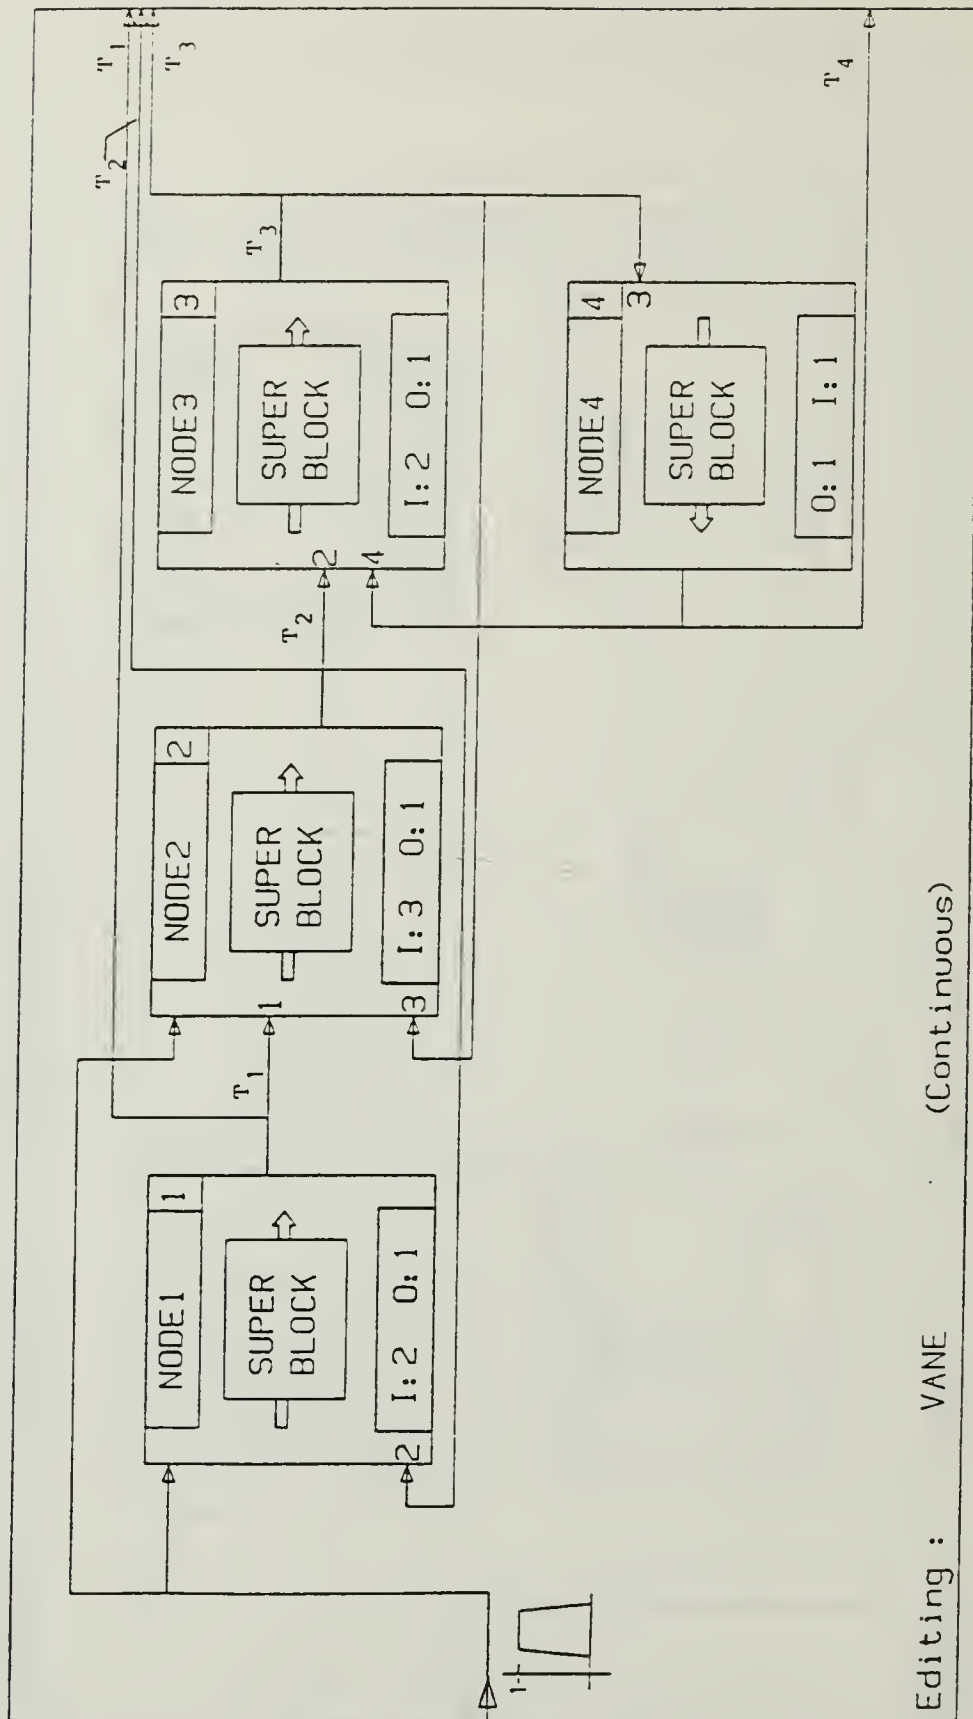 T1
T2
T3
NODE1 1
SUPER
BLOCK
I:2 O:1
2
T1
NODE2 2
SUPER
BLOCK
I:3 O:1
1
3
T2
NODE3 3
SUPER
BLOCK
I:2 O:1
2
4
T3
NODE4 4
SUPER
BLOCK
O:1 I:1
3
T4
1
Editing : VANE (Continuous)